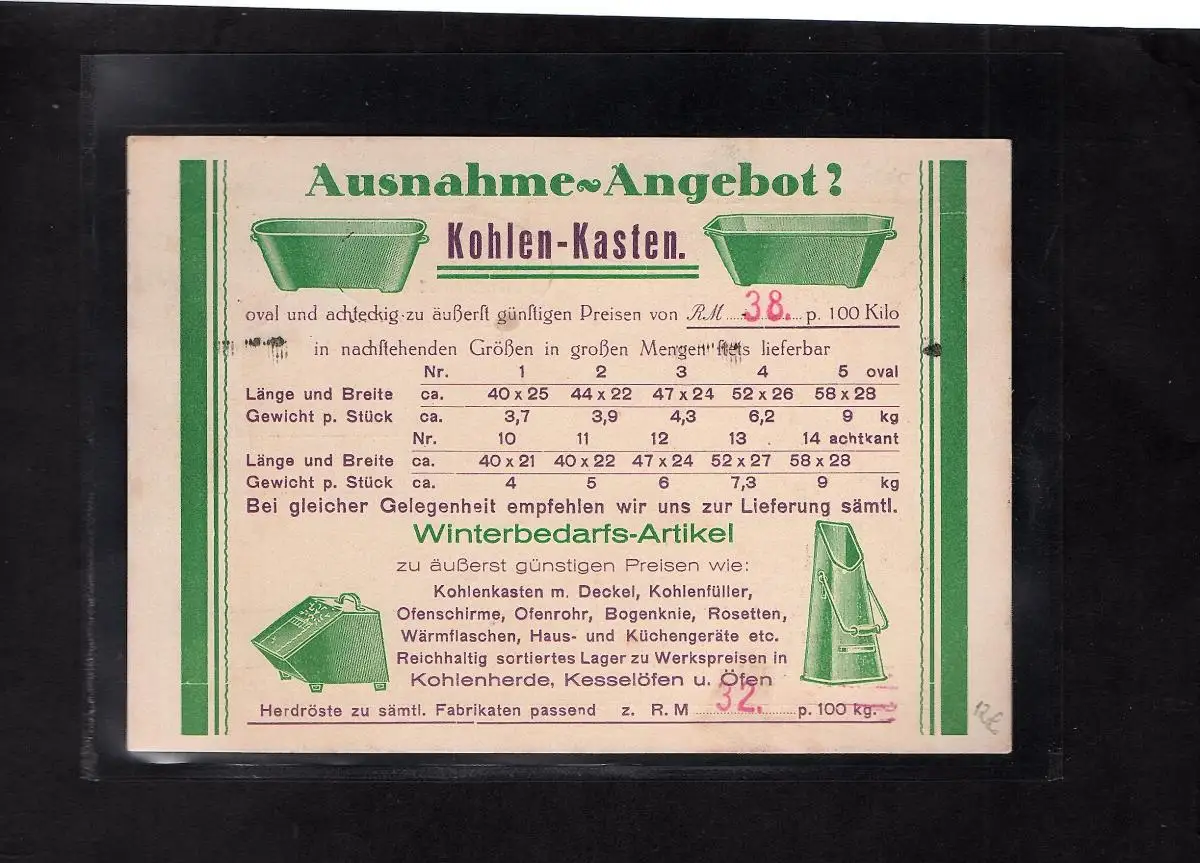 Ausnahme~Angebot?
Kohlen-Kasten.
oval und achteckig zu äußerst günstigen Preisen von RM 38. p. 100 Kilo
in nachstehenden Größen in großen Mengen stets lieferbar
Nr. 1 2 3 4 5 oval
Länge und Breite ca. 40 x 25 44 x 22 47 x 24 52 x 26 58 x 28
Gewicht p. Stück ca. 3,7 3,9 4,3 6,2 9 kg
Nr. 10 11 12 13 14 achtkant
Länge und Breite ca. 40 x 21 40 x 22 47 x 24 52 x 27 58 x 28
Gewicht p. Stück ca. 4 5 6 7,3 9 kg
Bei gleicher Gelegenheit empfehlen wir uns zur Lieferung sämtl.
Winterbedarfs-Artikel
zu äußerst günstigen Preisen wie:
Kohlenkasten m. Deckel, Kohlenfüller,
Ofenschirme, Ofenrohr, Bogenknie, Rosetten,
Wärmflaschen, Haus- und Küchengeräte etc.
Reichhaltig sortiertes Lager zu Werkspreisen in
Kohlenherde, Kesselöfen u. Öfen
Herdröste zu sämtl. Fabrikaten passend z. R. M 32. p. 100 kg.